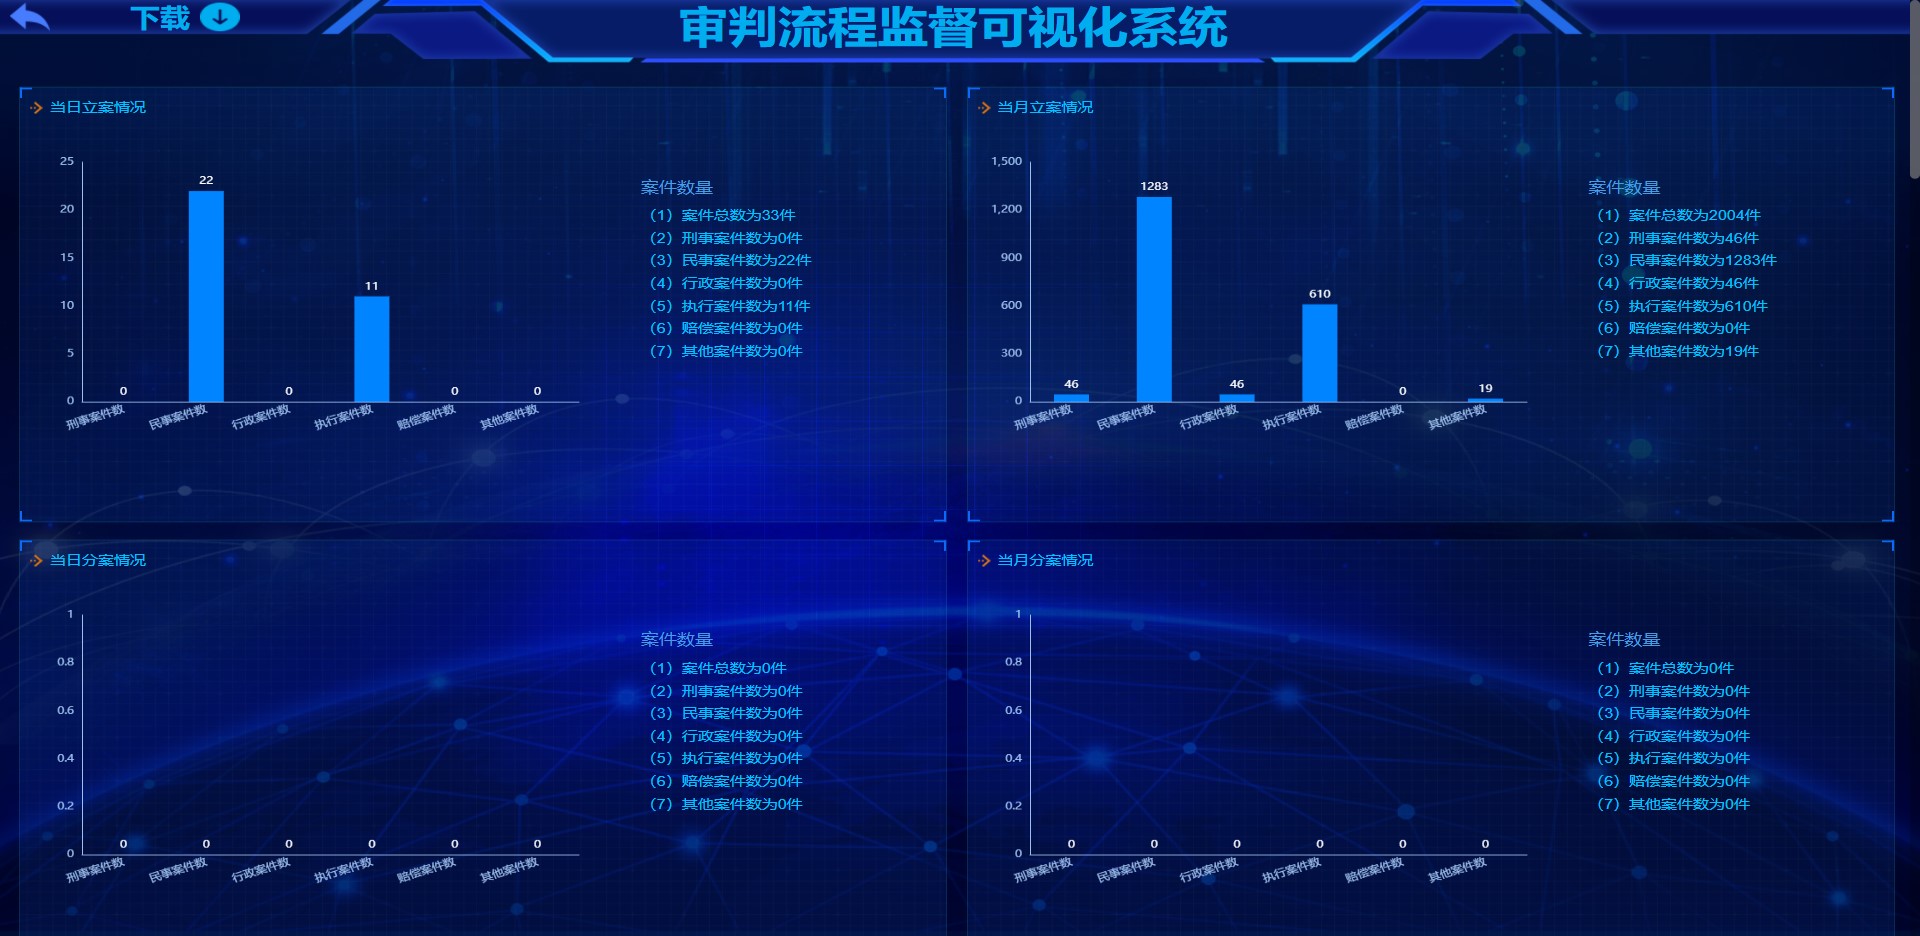 下载
审判流程监督可视化系统
当日立案情况
25
20
15
10
5
0
22
11
0
0
0
0
刑事案件数
民事案件数
行政案件数
执行案件数
赔偿案件数
其他案件数
案件数量
（1）案件总数为33件
（2）刑事案件数为0件
（3）民事案件数为22件
（4）行政案件数为0件
（5）执行案件数为11件
（6）赔偿案件数为0件
（7）其他案件数为0件
当月立案情况
1,500
1,200
900
600
300
0
46
1283
46
610
0
19
刑事案件数
民事案件数
行政案件数
执行案件数
赔偿案件数
其他案件数
案件数量
（1）案件总数为2004件
（2）刑事案件数为46件
（3）民事案件数为1283件
（4）行政案件数为46件
（5）执行案件数为610件
（6）赔偿案件数为0件
（7）其他案件数为19件
当日分案情况
1
0.8
0.6
0.4
0.2
0
0
0
0
0
0
0
刑事案件数
民事案件数
行政案件数
执行案件数
赔偿案件数
其他案件数
案件数量
（1）案件总数为0件
（2）刑事案件数为0件
（3）民事案件数为0件
（4）行政案件数为0件
（5）执行案件数为0件
（6）赔偿案件数为0件
（7）其他案件数为0件
当月分案情况
1
0.8
0.6
0.4
0.2
0
0
0
0
0
0
0
刑事案件数
民事案件数
行政案件数
执行案件数
赔偿案件数
其他案件数
案件数量
（1）案件总数为0件
（2）刑事案件数为0件
（3）民事案件数为0件
（4）行政案件数为0件
（5）执行案件数为0件
（6）赔偿案件数为0件
（7）其他案件数为0件